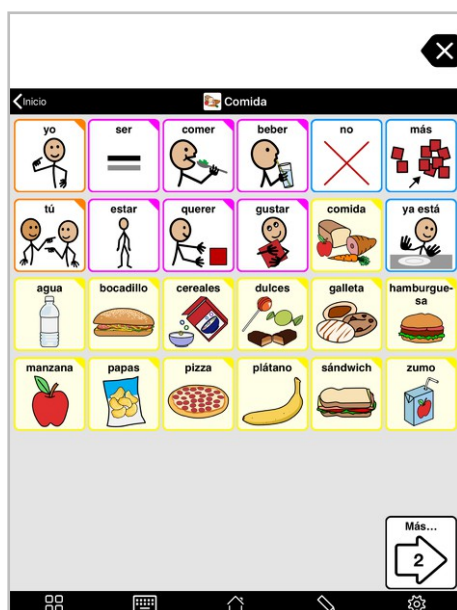 Inicio
Comida
yo ser comer beber no más
tú estar querer gustar comida ya está
agua bocadillo cereales dulces galleta hamburgue-
sa
manzana papas pizza plátano sándwich zumo
Más...
2